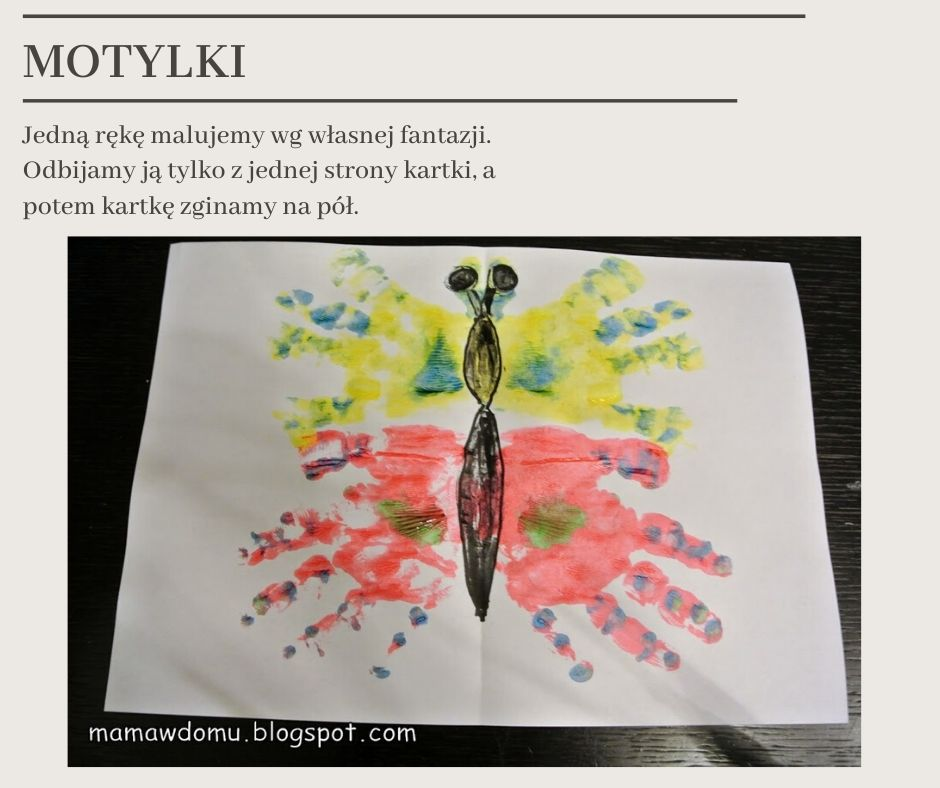 MOTYLKI
Jedną rękę malujemy wg własnej fantazji.
Odbijamy ją tylko z jednej strony kartki, a
potem kartkę zginamy na pół.
mamawdomu.blogspot.com